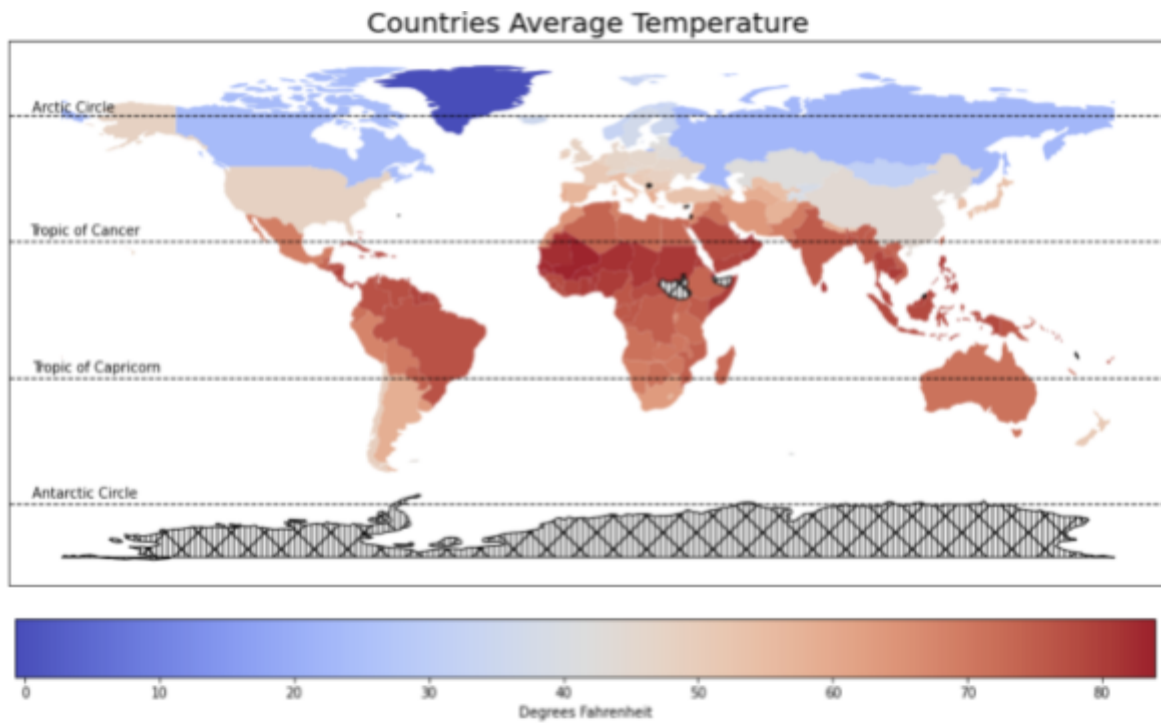 Countries Average Temperature
Arctic Circle
Tropic of Cancer
Tropic of Capricorn
Antarctic Circle
0 10 20 30 40 50 60 70 80
Degrees Fahrenheit